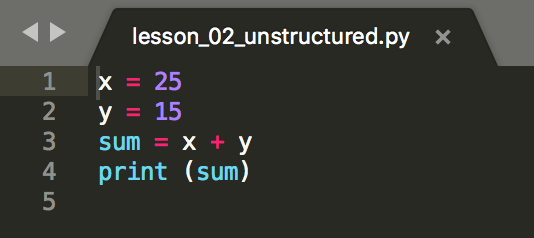 lesson_02_unstructured.py ×
1 x = 25
2 y = 15
3 sum = x + y
4 print (sum)
5